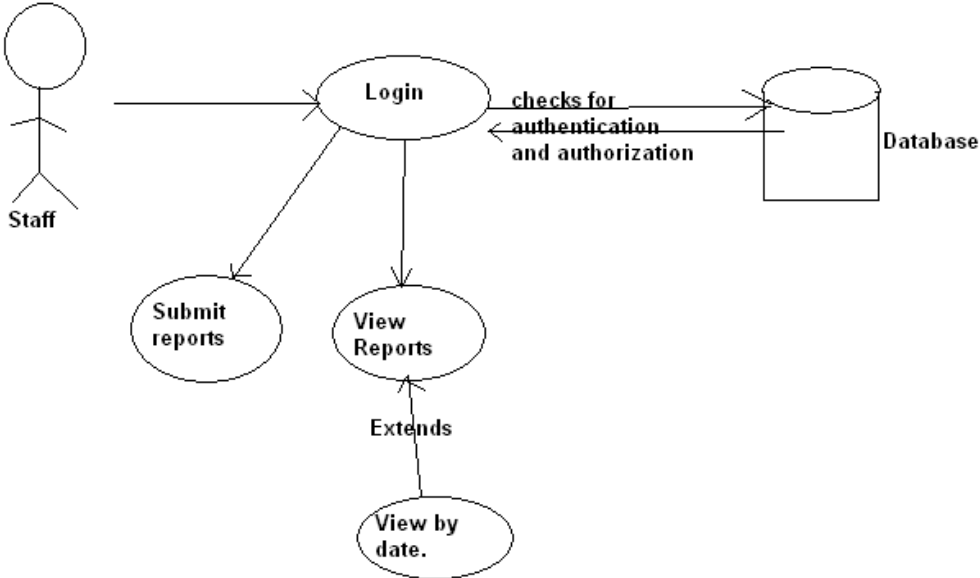 Login
checks for
authentication
and authorization
Database
Staff
Submit
reports
View
Reports
Extends
View by
date.